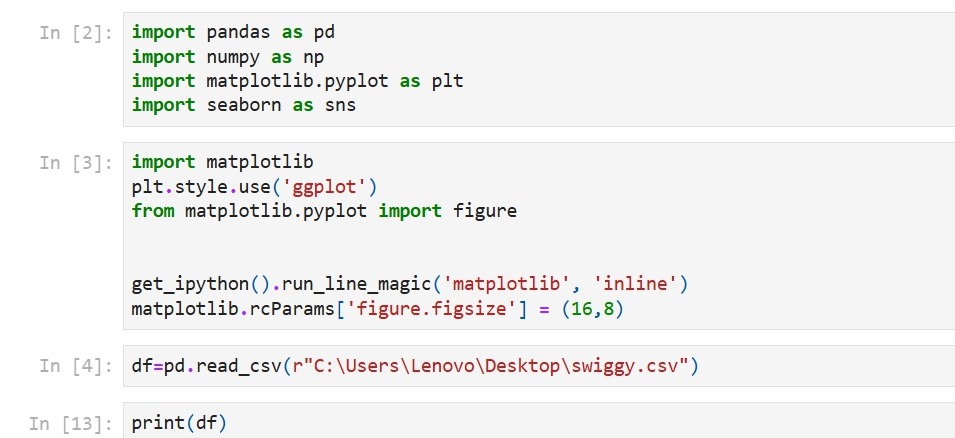 In [2]:
import pandas as pd
import numpy as np
import matplotlib.pyplot as plt
import seaborn as sns
In [3]:
import matplotlib
plt.style.use('ggplot')
from matplotlib.pyplot import figure
get_ipython().run_line_magic('matplotlib', 'inline')
matplotlib.rcParams['figure.figsize'] = (16,8)
In [4]:
df=pd.read_csv(r"C:\Users\Lenovo\Desktop\swiggy.csv")
In [13]:
print(df)